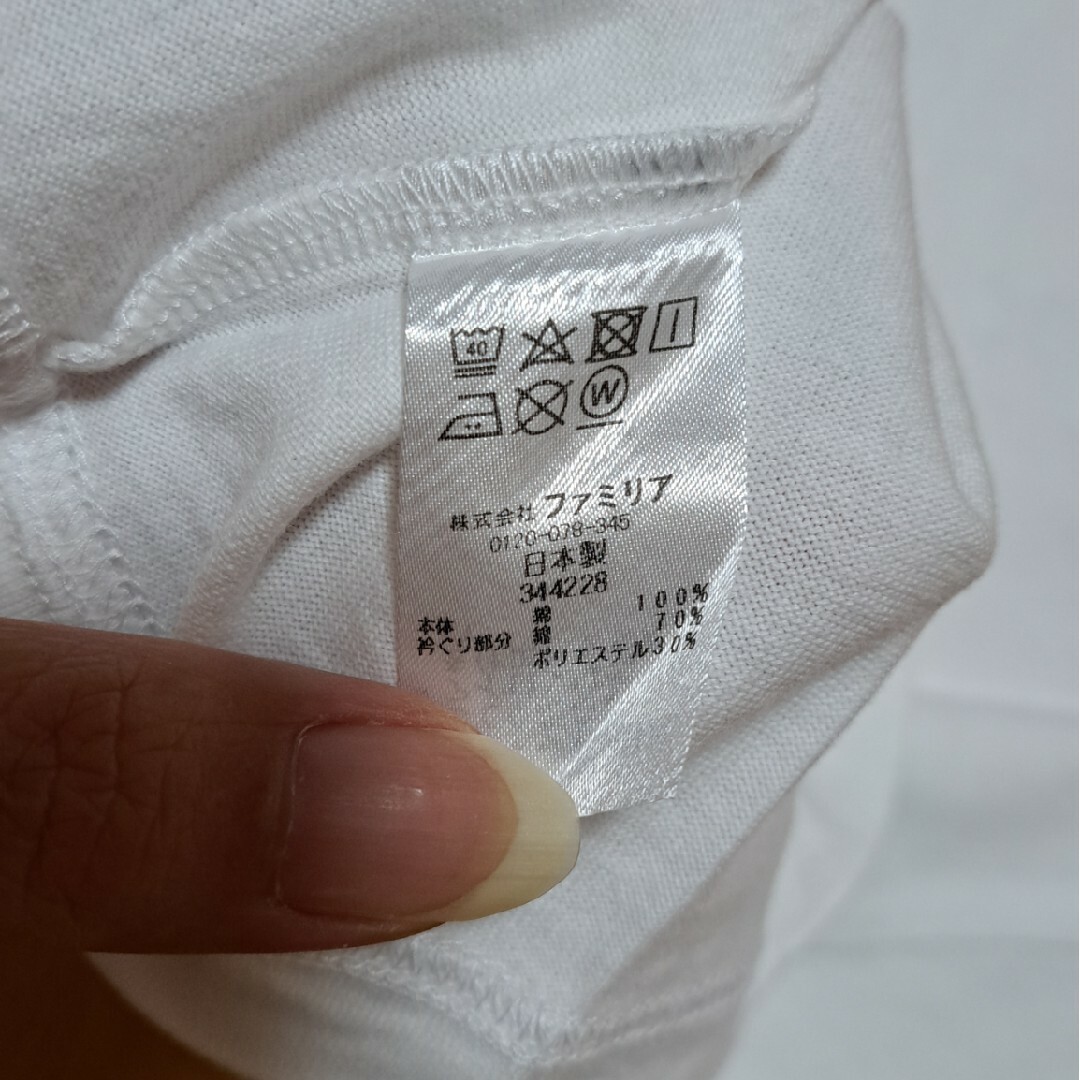 40
W
株式会社 ファミリア
0120-078-345
日本製
344228
本体 綿 100%
衿ぐり部分 綿 70%
ポリエステル30%